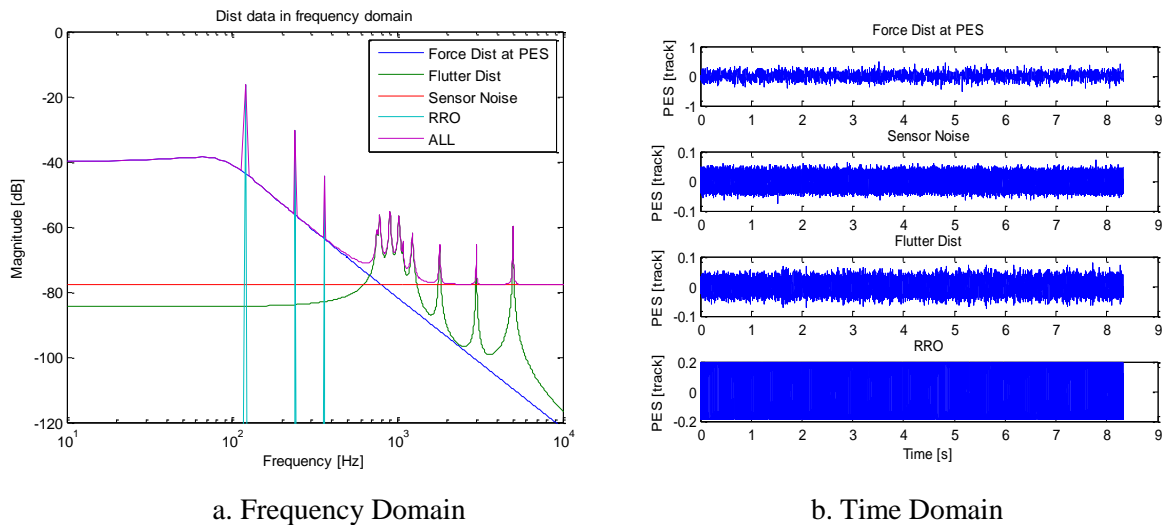 Dist data in frequency domain
0
-20
-40
-60
-80
-100
-120
10^1
10^2
10^3
10^4
Magnitude [dB]
Frequency [Hz]
Force Dist at PES
Flutter Dist
Sensor Noise
RRO
ALL
a. Frequency Domain
Force Dist at PES
1
0
-1
PES [track]
0 1 2 3 4 5 6 7 8 9
Sensor Noise
0.1
0
-0.1
PES [track]
0 1 2 3 4 5 6 7 8 9
Flutter Dist
0.1
0
-0.1
PES [track]
0 1 2 3 4 5 6 7 8 9
RRO
0.2
0
-0.2
PES [track]
0 1 2 3 4 5 6 7 8 9
Time [s]
b. Time Domain